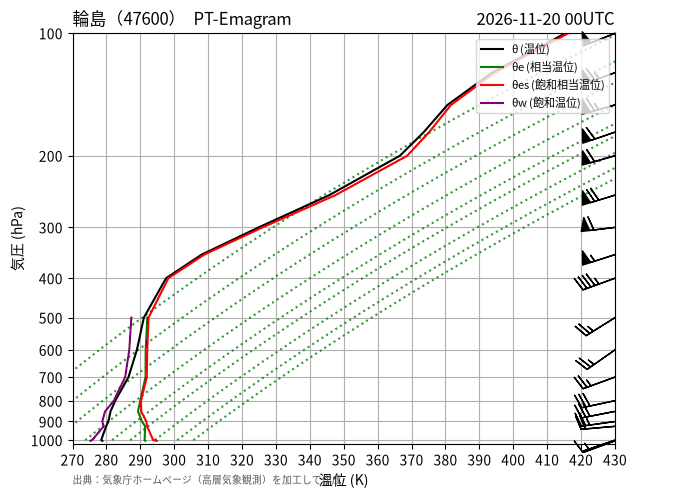 輪島（47600） PT-Emagram
2026-11-20 00UTC
θ (温位)
θe (相当温位)
θes (飽和相当温位)
θw (飽和温位)
気圧 (hPa)
100
200
300
400
500
600
700
800
900
1000
270 280 290 300 310 320 330 340 350 360 370 380 390 400 410 420 430
温位 (K)
出典：気象庁ホームページ（高層気象観測）を加工して